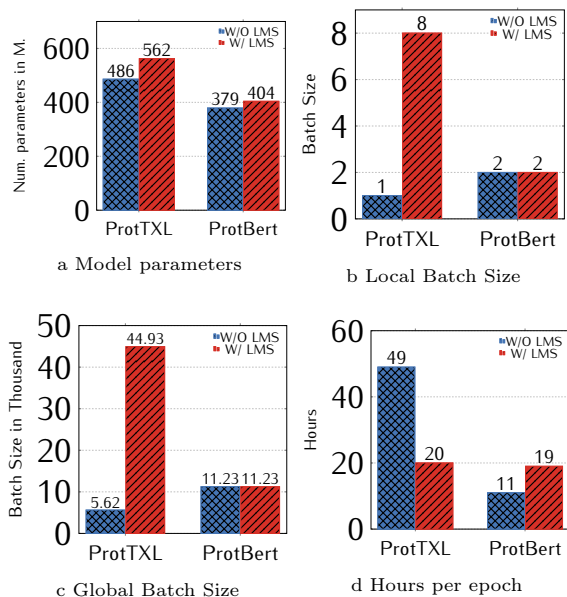 Num. parameters in M.
600
400
200
0
W/O LMS
W/ LMS
486
562
379
404
ProtTXL
ProtBert
a Model parameters
Batch Size
8
6
4
2
0
W/O LMS
W/ LMS
1
8
2
2
ProtTXL
ProtBert
b Local Batch Size
Batch Size in Thousand
50
40
30
20
10
0
W/O LMS
W/ LMS
5.62
44.93
11.23
11.23
ProtTXL
ProtBert
c Global Batch Size
Hours
60
40
20
0
W/O LMS
W/ LMS
49
20
11
19
ProtTXL
ProtBert
d Hours per epoch